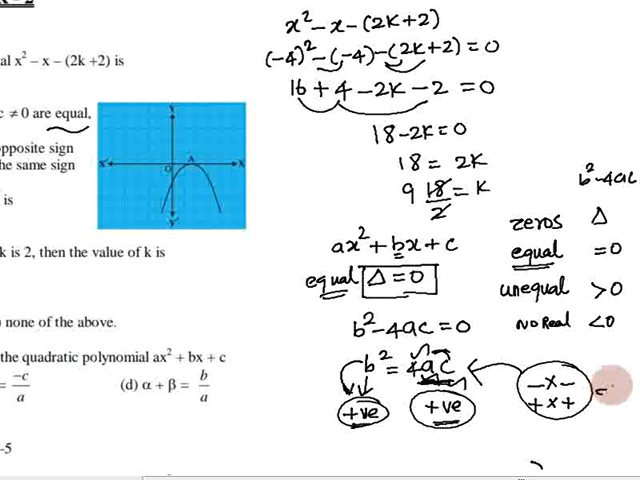 al x² – x – (2k +2) is
c ≠ 0 are equal,
pposite sign
he same sign
is
k is 2, then the value of k is
none of the above.
the quadratic polynomial ax² + bx + c
= –c/a (d) α + β = b/a
–5
Y
X' O A X
Y'
x² – x – (2k+2)
(–4)² – (–4) – (2k+2) = 0
16 + 4 – 2k – 2 = 0
18 – 2k = 0
18 = 2k
9 18/2 = k
ax² + bx + c
equal Δ = 0
b² – 4ac = 0
b² = 4ac
+ve +ve
b² – 4ac
zeros Δ
equal = 0
unequal > 0
No Real < 0
– x –
+ x +
=